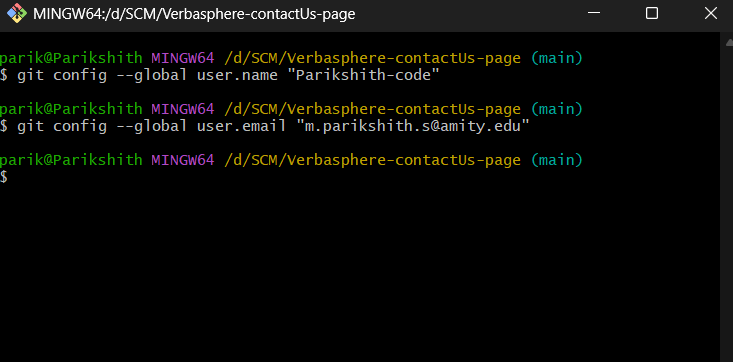 MINGW64:/d/SCM/Verbasphere-contactUs-page
parik@Parikshith MINGW64 /d/SCM/Verbasphere-contactUs-page (main)
$ git config --global user.name "Parikshith-code"
parik@Parikshith MINGW64 /d/SCM/Verbasphere-contactUs-page (main)
$ git config --global user.email "m.parikshith.s@amity.edu"
parik@Parikshith MINGW64 /d/SCM/Verbasphere-contactUs-page (main)
$